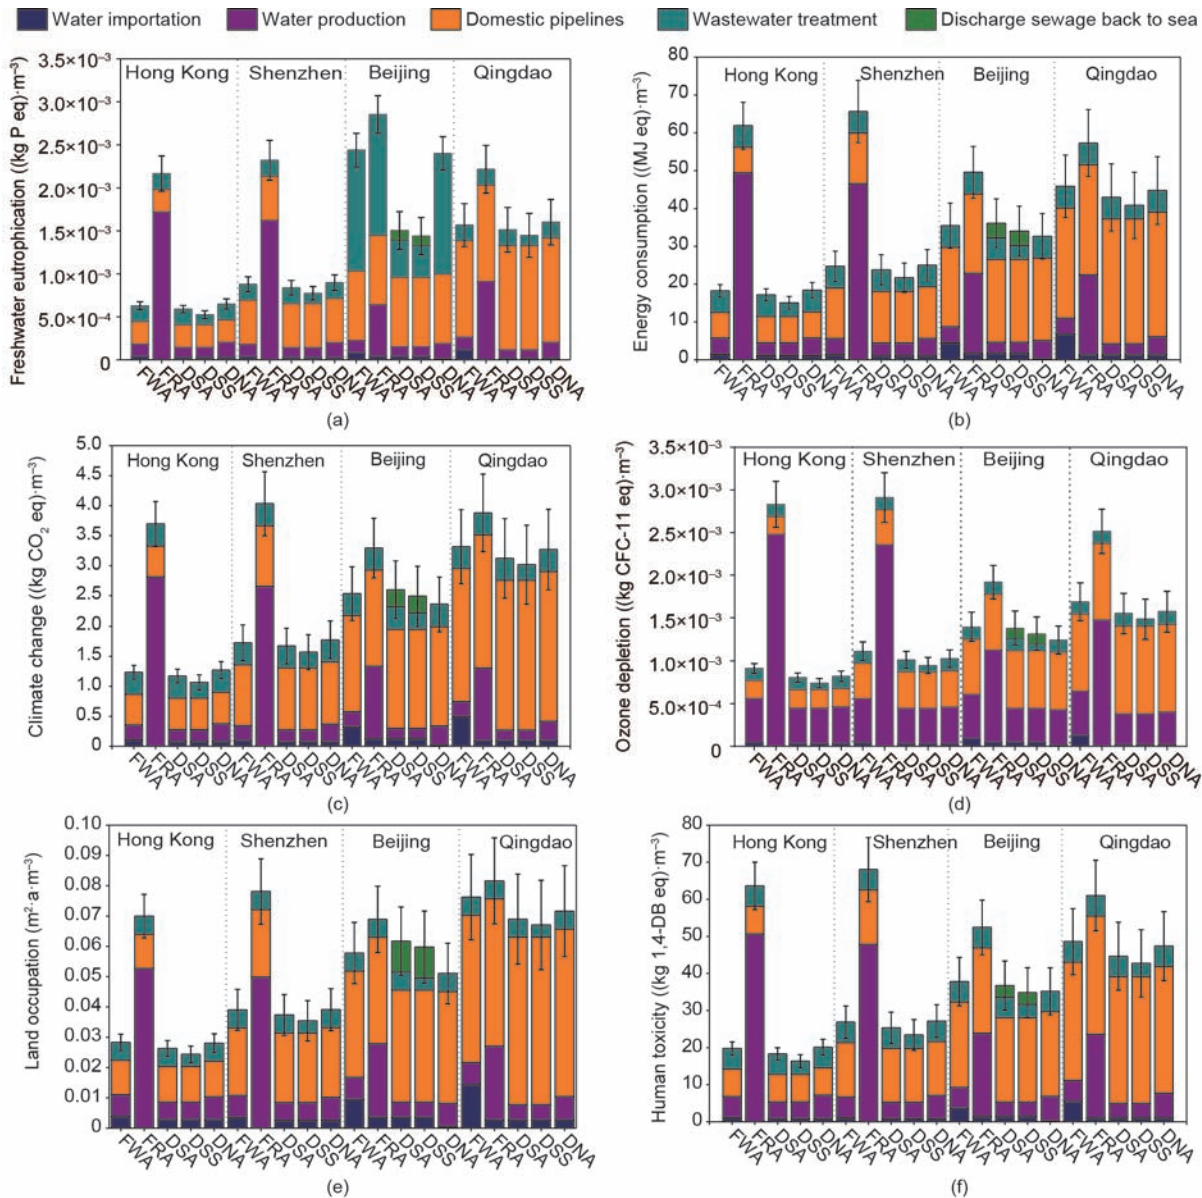 Water importation Water production Domestic pipelines Wastewater treatment Discharge sewage back to sea
Freshwater eutrophication ((kg P eq)·m⁻³)
3.5×10⁻³
3.0×10⁻³
2.5×10⁻³
2.0×10⁻³
1.5×10⁻³
1.0×10⁻³
5.0×10⁻⁴
0
Hong Kong Shenzhen Beijing Qingdao
FWA FRA DSA DSS DNA FWA FRA DSA DSS DNA FWA FRA DSA DSS DNA FWA FRA DSA DSS DNA
(a)
Energy consumption ((MJ eq)·m⁻³)
80
70
60
50
40
30
20
10
0
Hong Kong Shenzhen Beijing Qingdao
FWA FRA DSA DSS DNA FWA FRA DSA DSS DNA FWA FRA DSA DSS DNA FWA FRA DSA DSS DNA
(b)
Climate change ((kg CO₂ eq)·m⁻³)
5.0
4.5
4.0
3.5
3.0
2.5
2.0
1.5
1.0
0.5
0
Hong Kong Shenzhen Beijing Qingdao
FWA FRA DSA DSS DNA FWA FRA DSA DSS DNA FWA FRA DSA DSS DNA FWA FRA DSA DSS DNA
(c)
Ozone depletion ((kg CFC-11 eq)·m⁻³)
3.5×10⁻³
3.0×10⁻³
2.5×10⁻³
2.0×10⁻³
1.5×10⁻³
1.0×10⁻³
5.0×10⁻⁴
0
Hong Kong Shenzhen Beijing Qingdao
FWA FRA DSA DSS DNA FWA FRA DSA DSS DNA FWA FRA DSA DSS DNA FWA FRA DSA DSS DNA
(d)
Land occupation (m²·a·m⁻³)
0.10
0.09
0.08
0.07
0.06
0.05
0.04
0.03
0.02
0.01
0
Hong Kong Shenzhen Beijing Qingdao
FWA FRA DSA DSS DNA FWA FRA DSA DSS DNA FWA FRA DSA DSS DNA FWA FRA DSA DSS DNA
(e)
Human toxicity ((kg 1,4-DB eq)·m⁻³)
80
70
60
50
40
30
20
10
0
Hong Kong Shenzhen Beijing Qingdao
FWA FRA DSA DSS DNA FWA FRA DSA DSS DNA FWA FRA DSA DSS DNA FWA FRA DSA DSS DNA
(f)